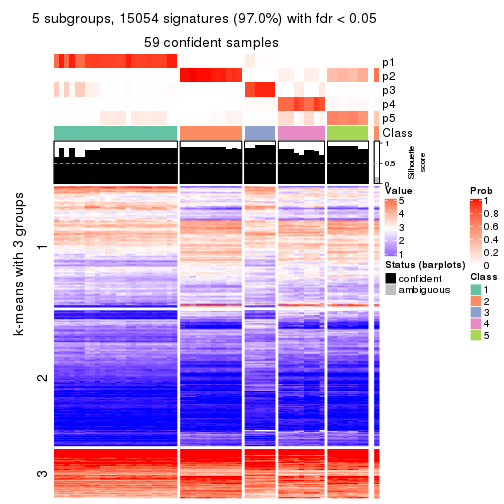 5 subgroups, 15054 signatures (97.0%) with fdr < 0.05
59 confident samples
p1
p2
p3
p4
p5
Class
1
0.5
0
Silhouette
score
k-means with 3 groups
1
2
3
Value
5
4
3
2
1
Status (barplots)
confident
ambiguous
Prob
1
0.8
0.6
0.4
0.2
0
Class
1
2
3
4
5